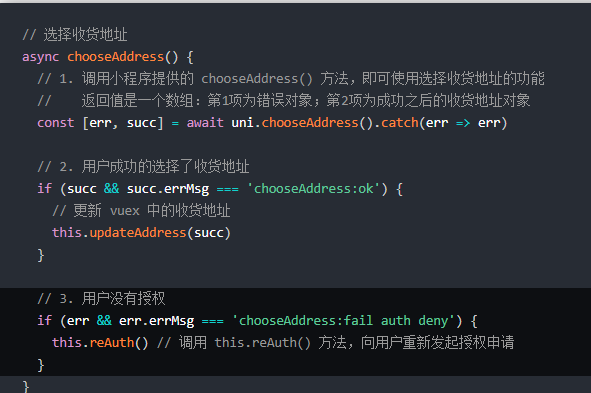 // 选择收货地址
async chooseAddress() {
  // 1. 调用小程序提供的 chooseAddress() 方法，即可使用选择收货地址的功能
  //    返回值是一个数组：第1项为错误对象；第2项为成功之后的收货地址对象
  const [err, succ] = await uni.chooseAddress().catch(err => err)
  // 2. 用户成功的选择了收货地址
  if (succ && succ.errMsg === 'chooseAddress:ok') {
    // 更新 vuex 中的收货地址
    this.updateAddress(succ)
  }
  // 3. 用户没有授权
  if (err && err.errMsg === 'chooseAddress:fail auth deny') {
    this.reAuth() // 调用 this.reAuth() 方法，向用户重新发起授权申请
  }
}